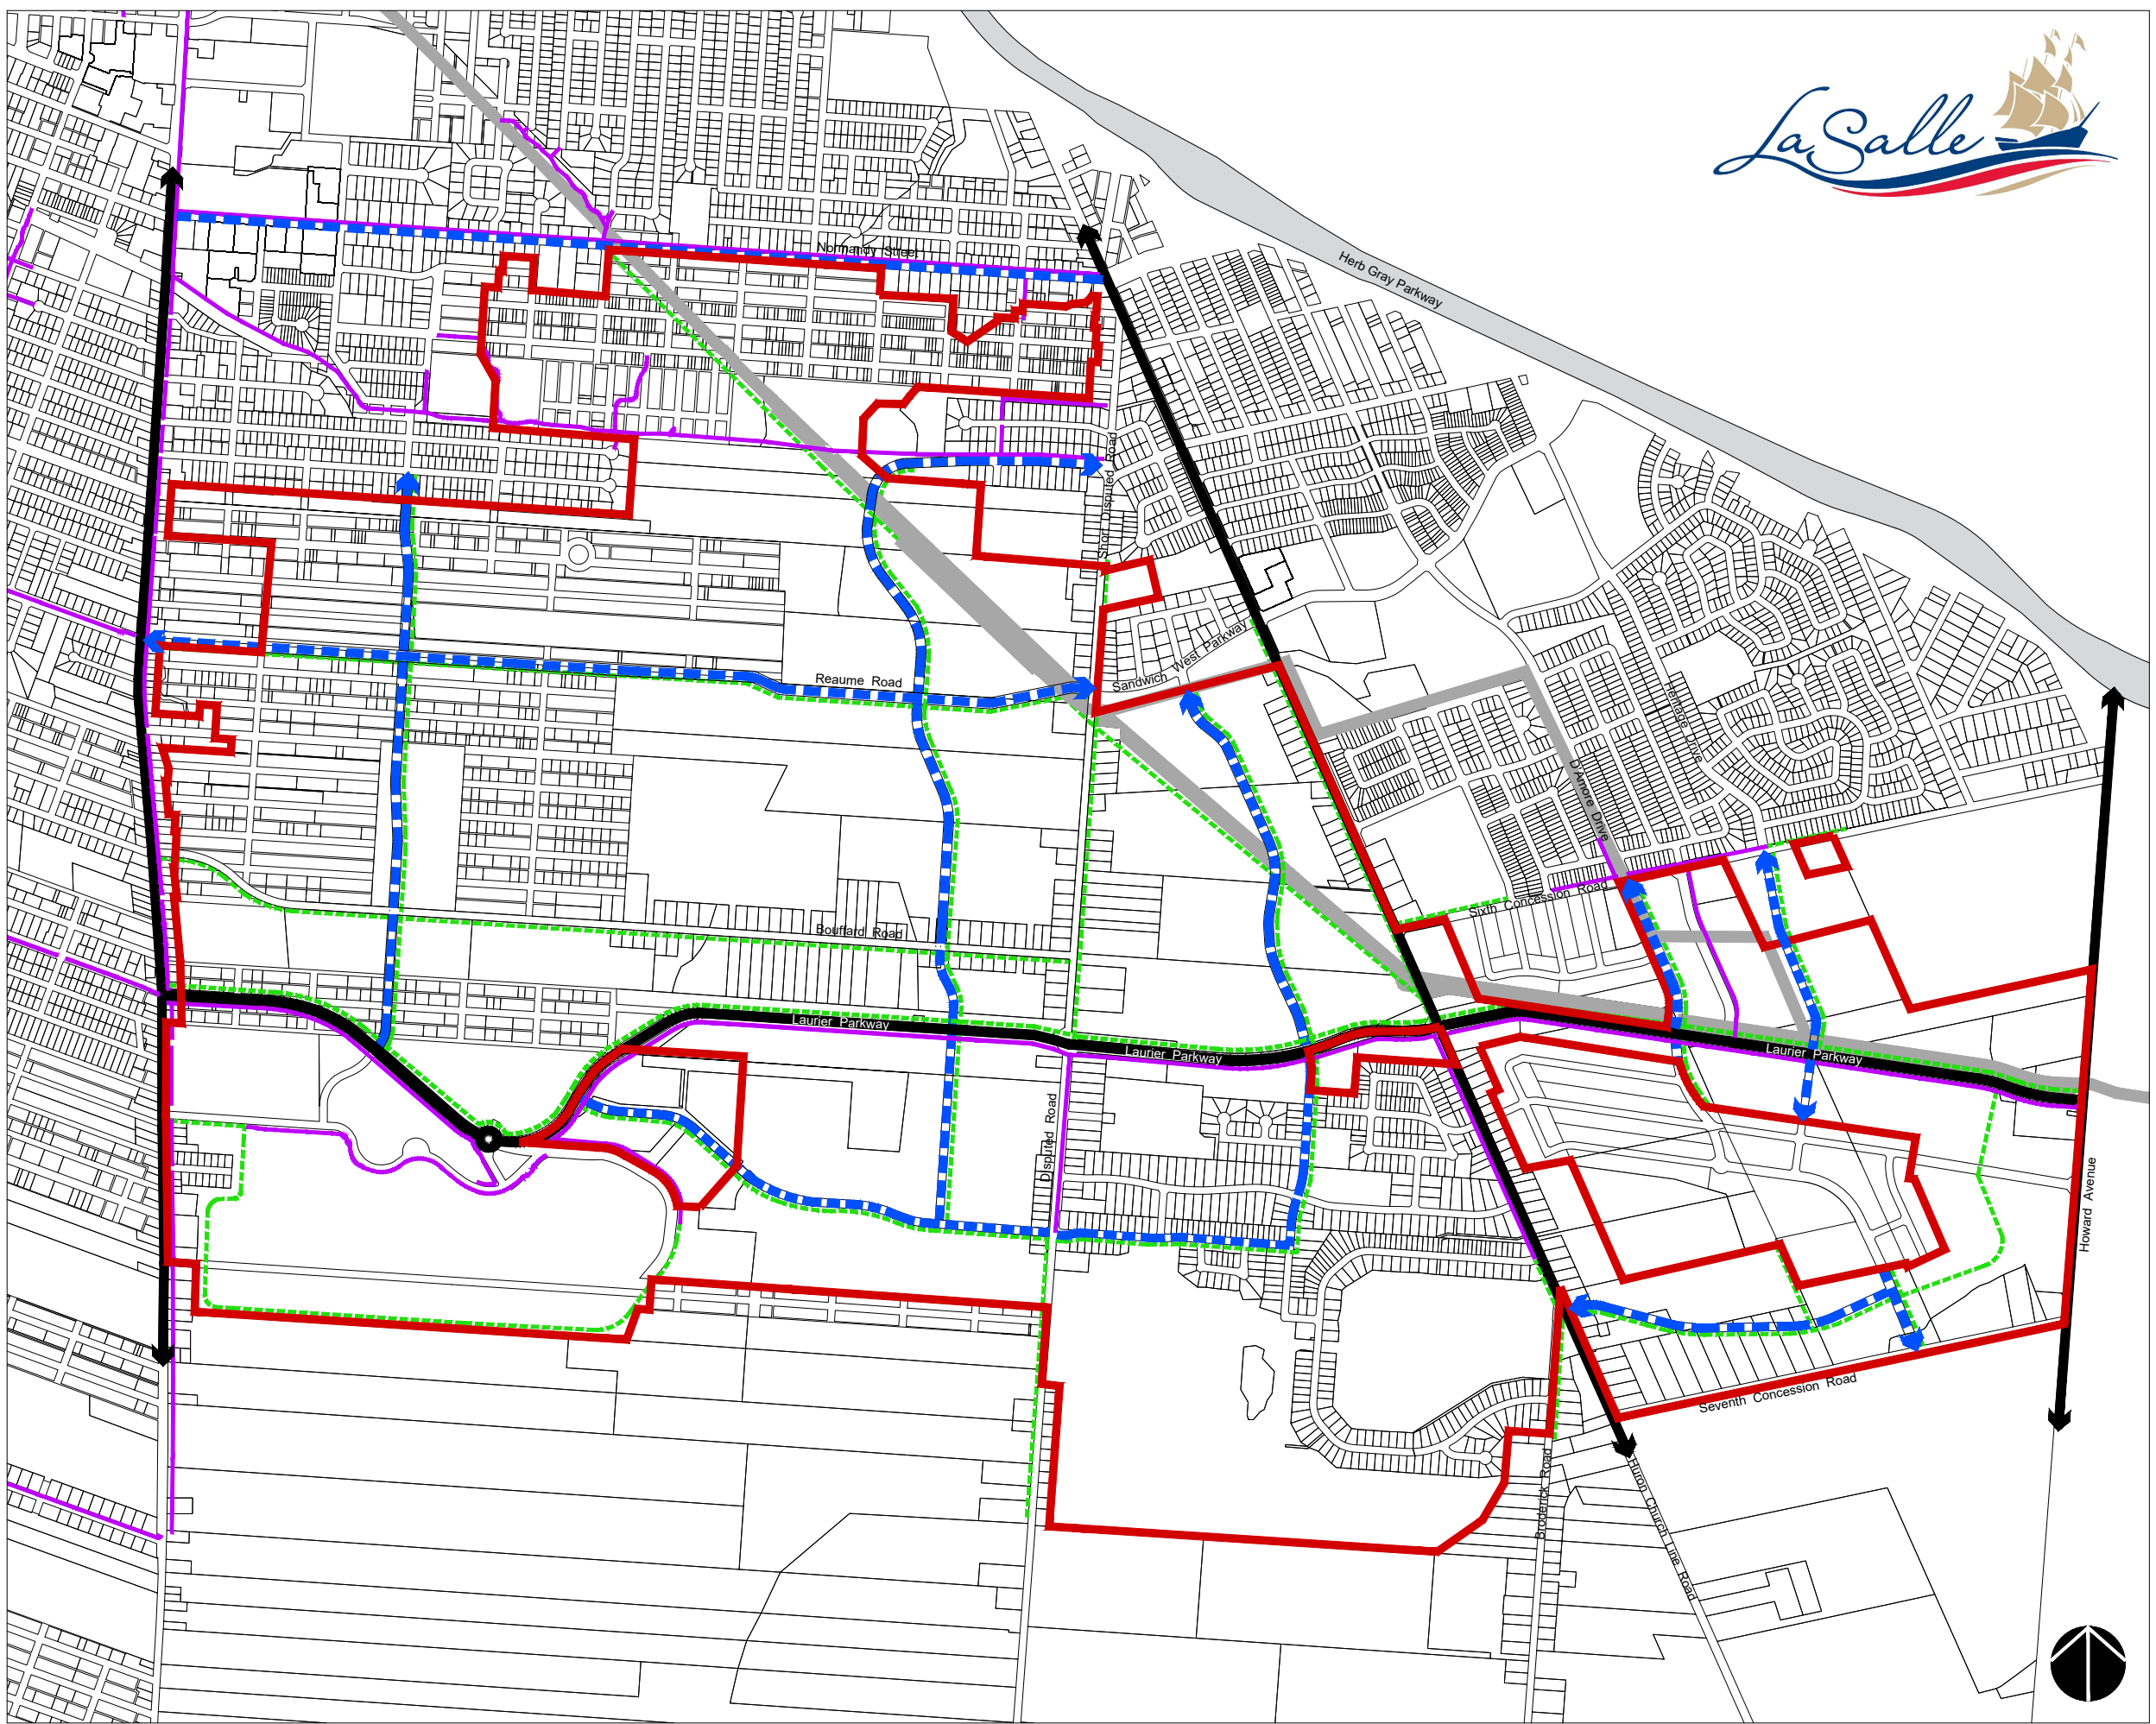 LaSalle
Normandy Street
Herb Gray Parkway
Short Disputed Road
Sandwich West Parkway
Reaume Road
Heritage Drive
D'Amore Drive
Sixth Concession Road
Bouffard Road
Laurier Parkway
Laurier Parkway
Laurier Parkway
Disputed Road
Howard Avenue
Seventh Concession Road
Broderick Road
Huron Church Line Road